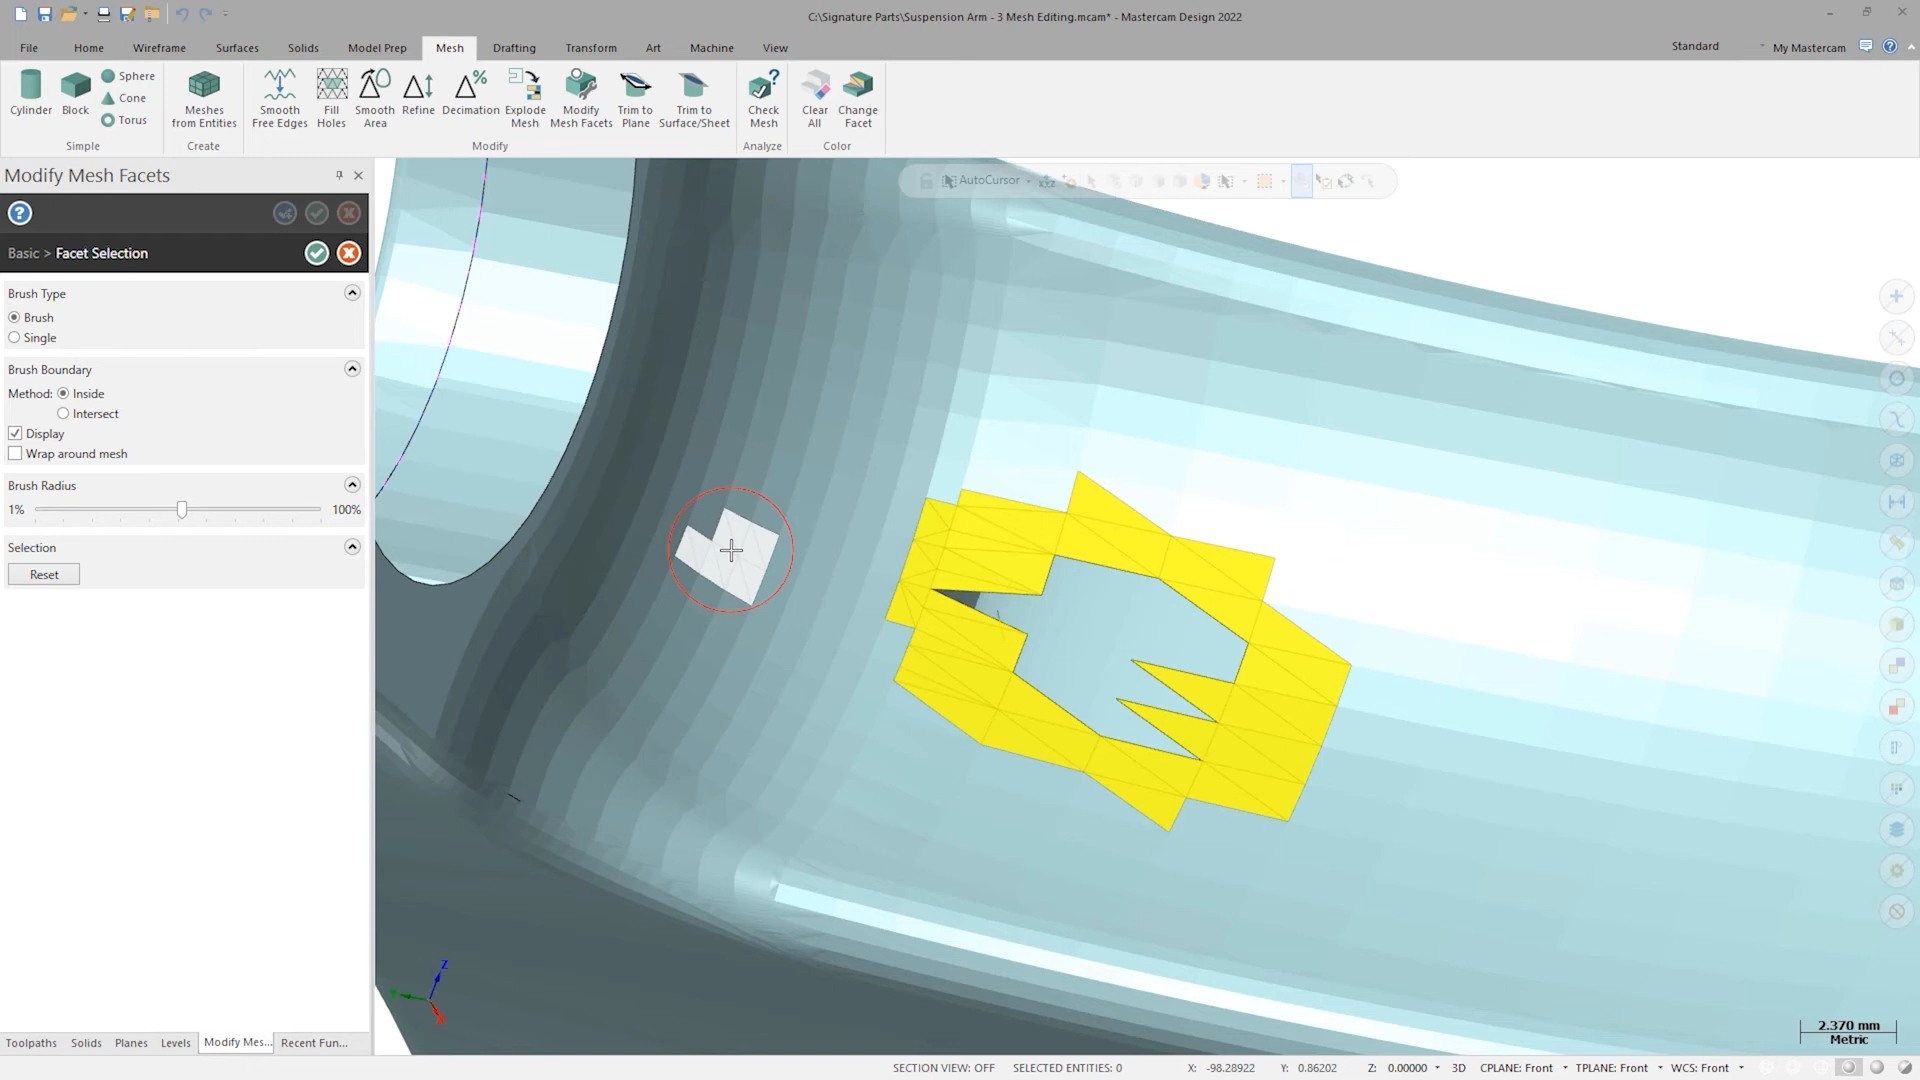 C:\Signature Parts\Suspension Arm - 3 Mesh Editing.mcam* - Mastercam Design 2022
File Home Wireframe Surfaces Solids Model Prep Mesh Drafting Transform Art Machine View Standard My Mastercam
Cylinder Block Sphere Cone Torus
Simple
Meshes from Entities
Create
Smooth Free Edges Fill Holes Smooth Area Refine Decimation Explode Mesh Modify Mesh Facets Trim to Plane Trim to Surface/Sheet
Modify
Check Mesh
Analyze
Clear All Change Facet
Color
Modify Mesh Facets
AutoCursor
Basic > Facet Selection
Brush Type
Brush
Single
Brush Boundary
Method: Inside
Intersect
Display
Wrap around mesh
Brush Radius
1% 100%
Selection
Reset
Z
Y
X
2.370 mm
Metric
Toolpaths Solids Planes Levels Modify Mes... Recent Fun...
SECTION VIEW: OFF SELECTED ENTITIES: 0 X: -98.28922 Y: 0.86202 Z: 0.00000 3D CPLANE: Front TPLANE: Front WCS: Front